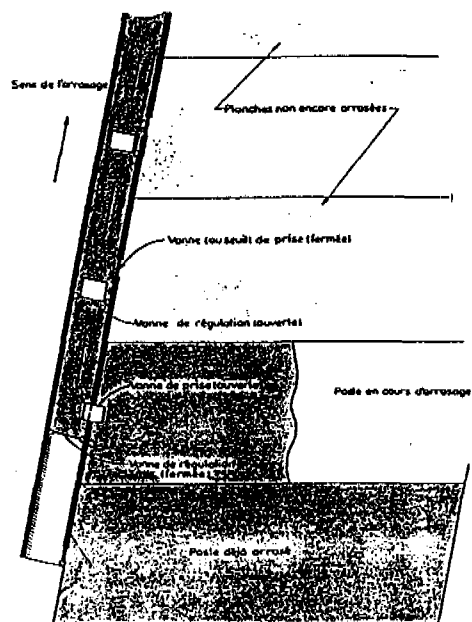 Sens de l'arrosage
Planches non encore arrosées
Vanne (ou seuil) de prise (fermée)
Vanne de régulation (ouverte)
Vanne de prise (ouverte)
Poste en cours d'arrosage
Vanne de régulation
(fermée)
Poste déjà arrosé